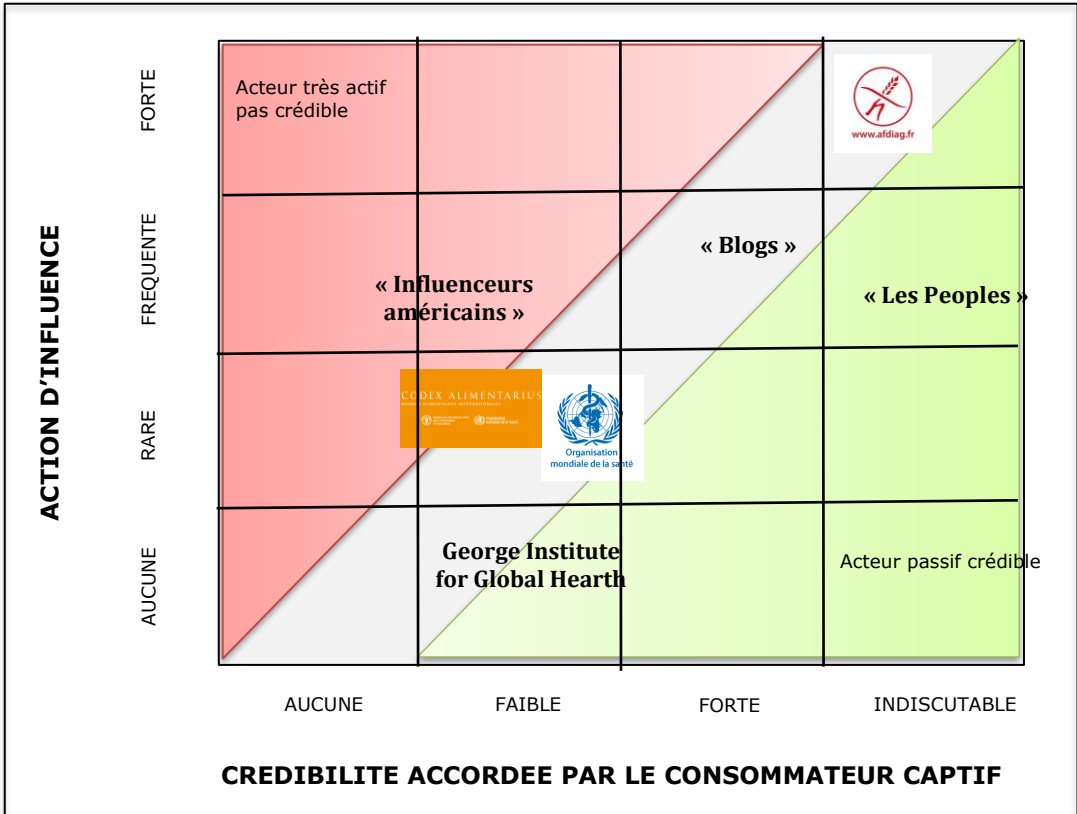 FORTE
Acteur très actif
pas crédible
www.afdiag.fr
ACTION D'INFLUENCE
FREQUENTE
« Blogs »
« Influenceurs
américains »
« Les Peoples »
RARE
CODEX ALIMENTARIUS
Organisation
mondiale de la santé
AUCUNE
George Institute
for Global Hearth
Acteur passif crédible
AUCUNE
FAIBLE
FORTE
INDISCUTABLE
CREDIBILITE ACCORDEE PAR LE CONSOMMATEUR CAPTIF